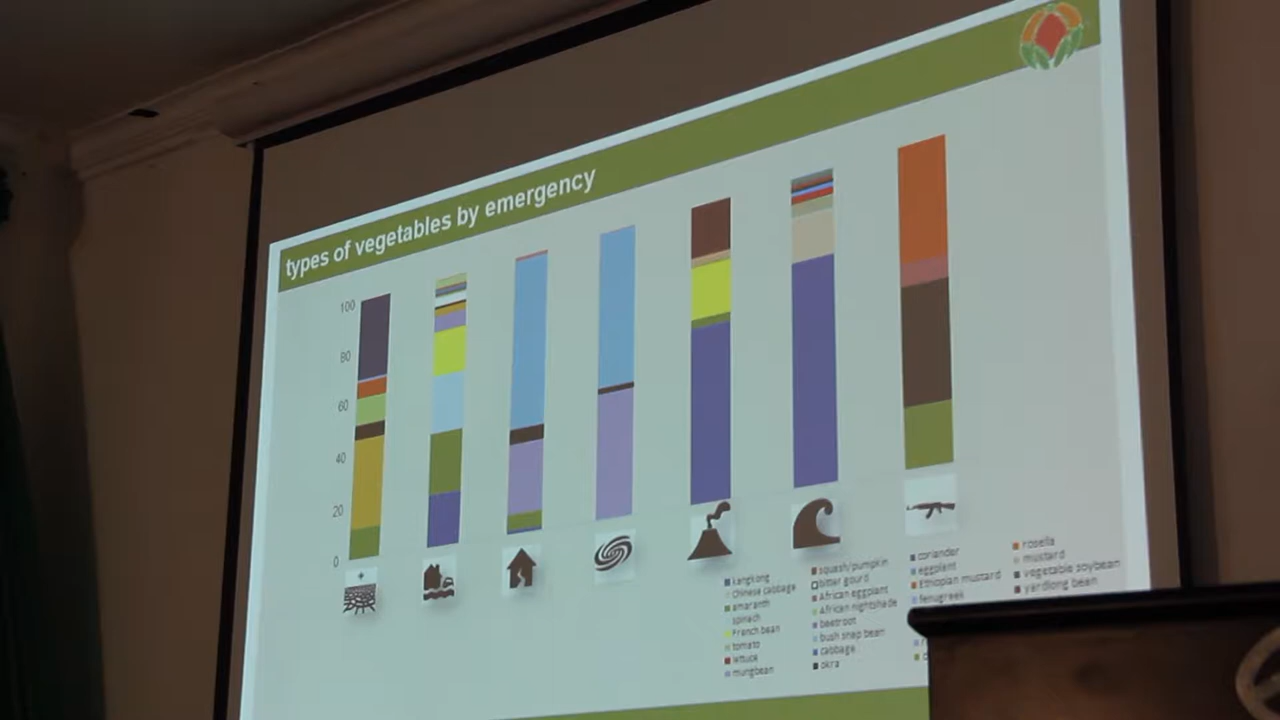 types of vegetables by emergency
100
80
60
40
20
0
kangkong
Chinese cabbage
amaranth
spinach
French bean
tomato
lettuce
mungbean
squash/pumpkin
bitter gourd
African eggplant
African nightshade
beetroot
bush snap bean
cabbage
okra
coriander
eggplant
Ethiopian mustard
fenugreek
rosella
mustard
vegetable soybean
yardlong bean